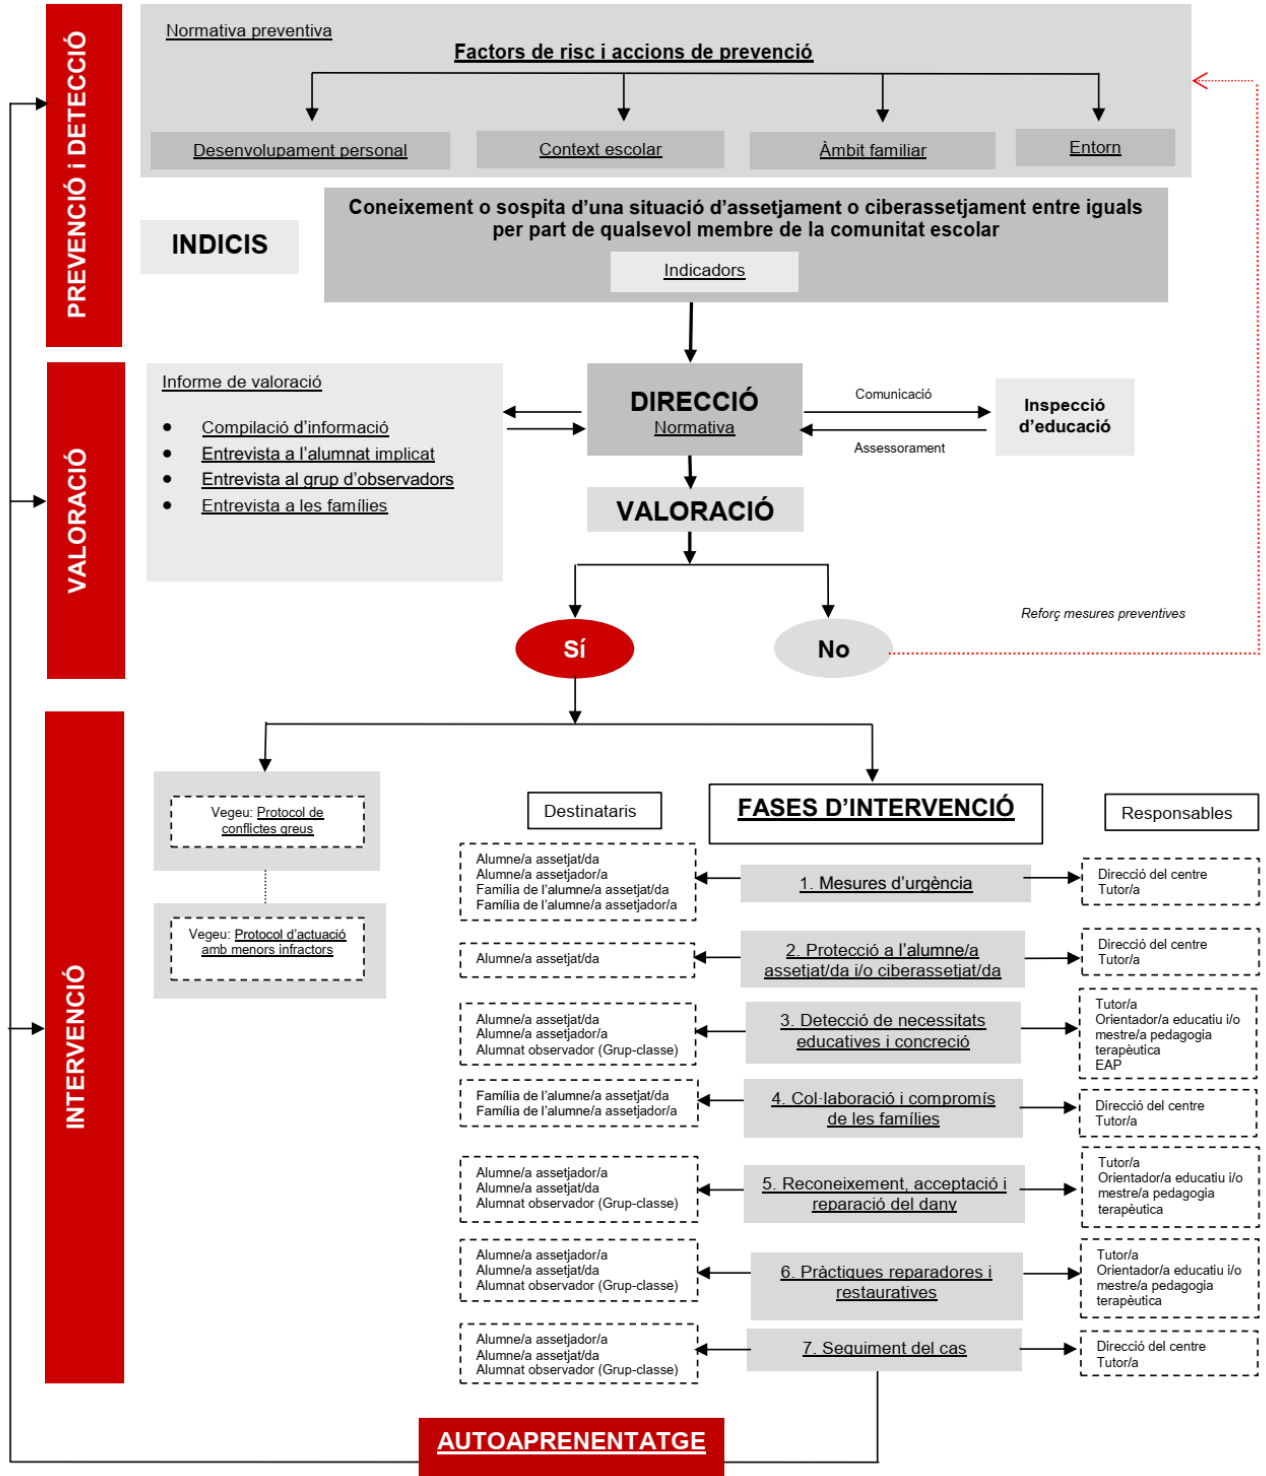 PREVENCIÓ i DETECCIÓ
Normativa preventiva
Factors de risc i accions de prevenció
Desenvolupament personal
Context escolar
Àmbit familiar
Entorn
INDICIS
Coneixement o sospita d’una situació d’assetjament o ciberassetjament entre iguals
per part de qualsevol membre de la comunitat escolar
Indicadors
VALORACIÓ
Informe de valoració
● Compilació d’informació
● Entrevista a l’alumnat implicat
● Entrevista al grup d’observadors
● Entrevista a les famílies
DIRECCIÓ
Normativa
Comunicació
Assessorament
Inspecció
d’educació
VALORACIÓ
Sí
No
Reforç mesures preventives
INTERVENCIÓ
Vegeu: Protocol de
conflictes greus
Vegeu: Protocol d’actuació
amb menors infractors
Destinataris
FASES D’INTERVENCIÓ
Responsables
Alumne/a assetjat/da
Alumne/a assetjador/a
Família de l’alumne/a assetjat/da
Família de l’alumne/a assetjador/a
1. Mesures d’urgència
Direcció del centre
Tutor/a
Alumne/a assetjat/da
2. Protecció a l’alumne/a
assetjat/da i/o ciberassetjat/da
Direcció del centre
Tutor/a
Alumne/a assetjat/da
Alumne/a assetjador/a
Alumnat observador (Grup-classe)
3. Detecció de necessitats
educatives i concreció
Tutor/a
Orientador/a educatiu i/o
mestre/a pedagogia
terapèutica
EAP
Família de l’alumne/a assetjat/da
Família de l’alumne/a assetjador/a
4. Col·laboració i compromís
de les famílies
Direcció del centre
Tutor/a
Alumne/a assetjador/a
Alumne/a assetjat/da
Alumnat observador (Grup-classe)
5. Reconeixement, acceptació i
reparació del dany
Tutor/a
Orientador/a educatiu i/o
mestre/a pedagogia
terapèutica
Alumne/a assetjador/a
Alumne/a assetjat/da
Alumnat observador (Grup-classe)
6. Pràctiques reparadores i
restauratives
Tutor/a
Orientador/a educatiu i/o
mestre/a pedagogia
terapèutica
Alumne/a assetjador/a
Alumne/a assetjat/da
Alumnat observador (Grup-classe)
7. Seguiment del cas
Direcció del centre
Tutor/a
AUTOAPRENENTATGE